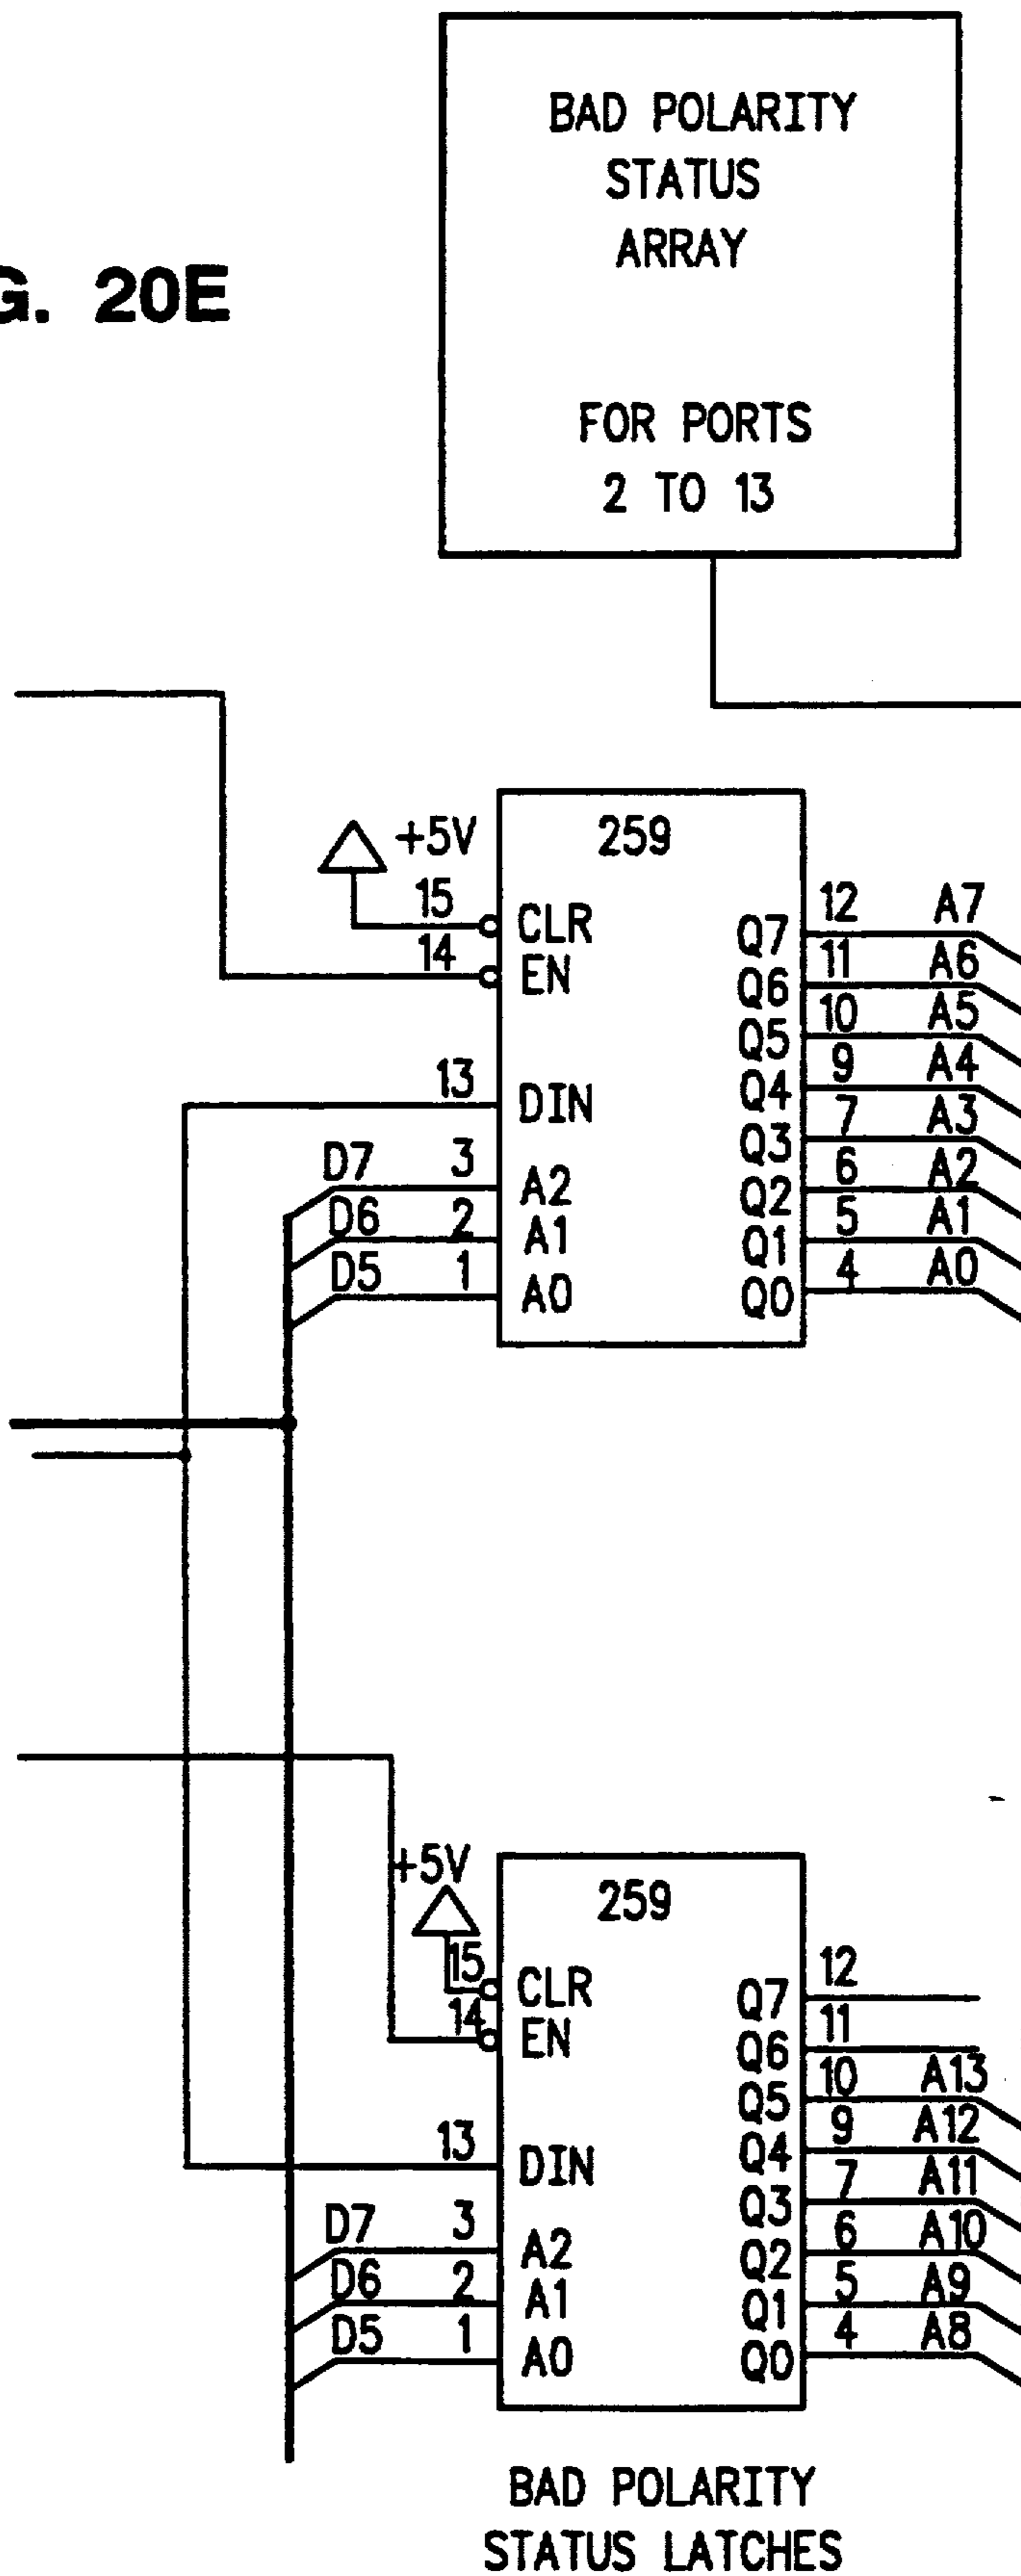 BAD POLARITY
STATUS
ARRAY
G. 20E
FOR PORTS
2 TO 13
+5V
259
15
CLR
12
A7
Q7
14
EN
11
A6
Q6
10
A5
Q5
13
DIN
9
A4
Q4
7
A3
Q3
D7
3
A2
6
A2
Q2
D6
2
A1
5
A1
Q1
D5
1
A0
4
A0
Q0
+5V
259
15
CLR
12
Q7
14
EN
11
Q6
10
A13
Q5
13
DIN
9
A12
Q4
7
A11
Q3
D7
3
A2
6
A10
Q2
D6
2
A1
5
A9
Q1
D5
1
A0
4
A8
Q0
BAD POLARITY
STATUS LATCHES